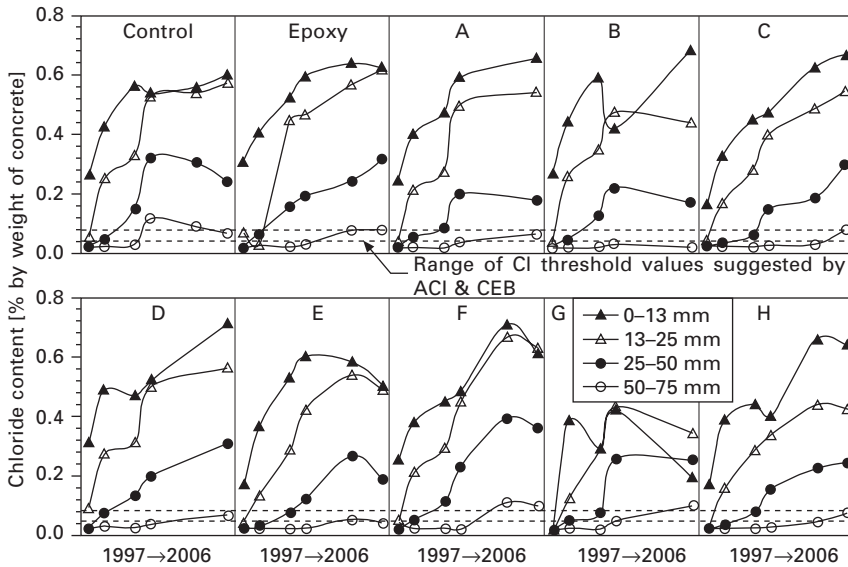 Chloride content [% by weight of concrete]
0.8
0.6
0.4
0.2
0.0
Control
Epoxy
A
B
C
Range of Cl threshold values suggested by
ACI & CEB
0.8
0.6
0.4
0.2
0.0
D
E
F
G
H
0–13 mm
13–25 mm
25–50 mm
50–75 mm
1997→2006
1997→2006
1997→2006
1997→2006
1997→2006